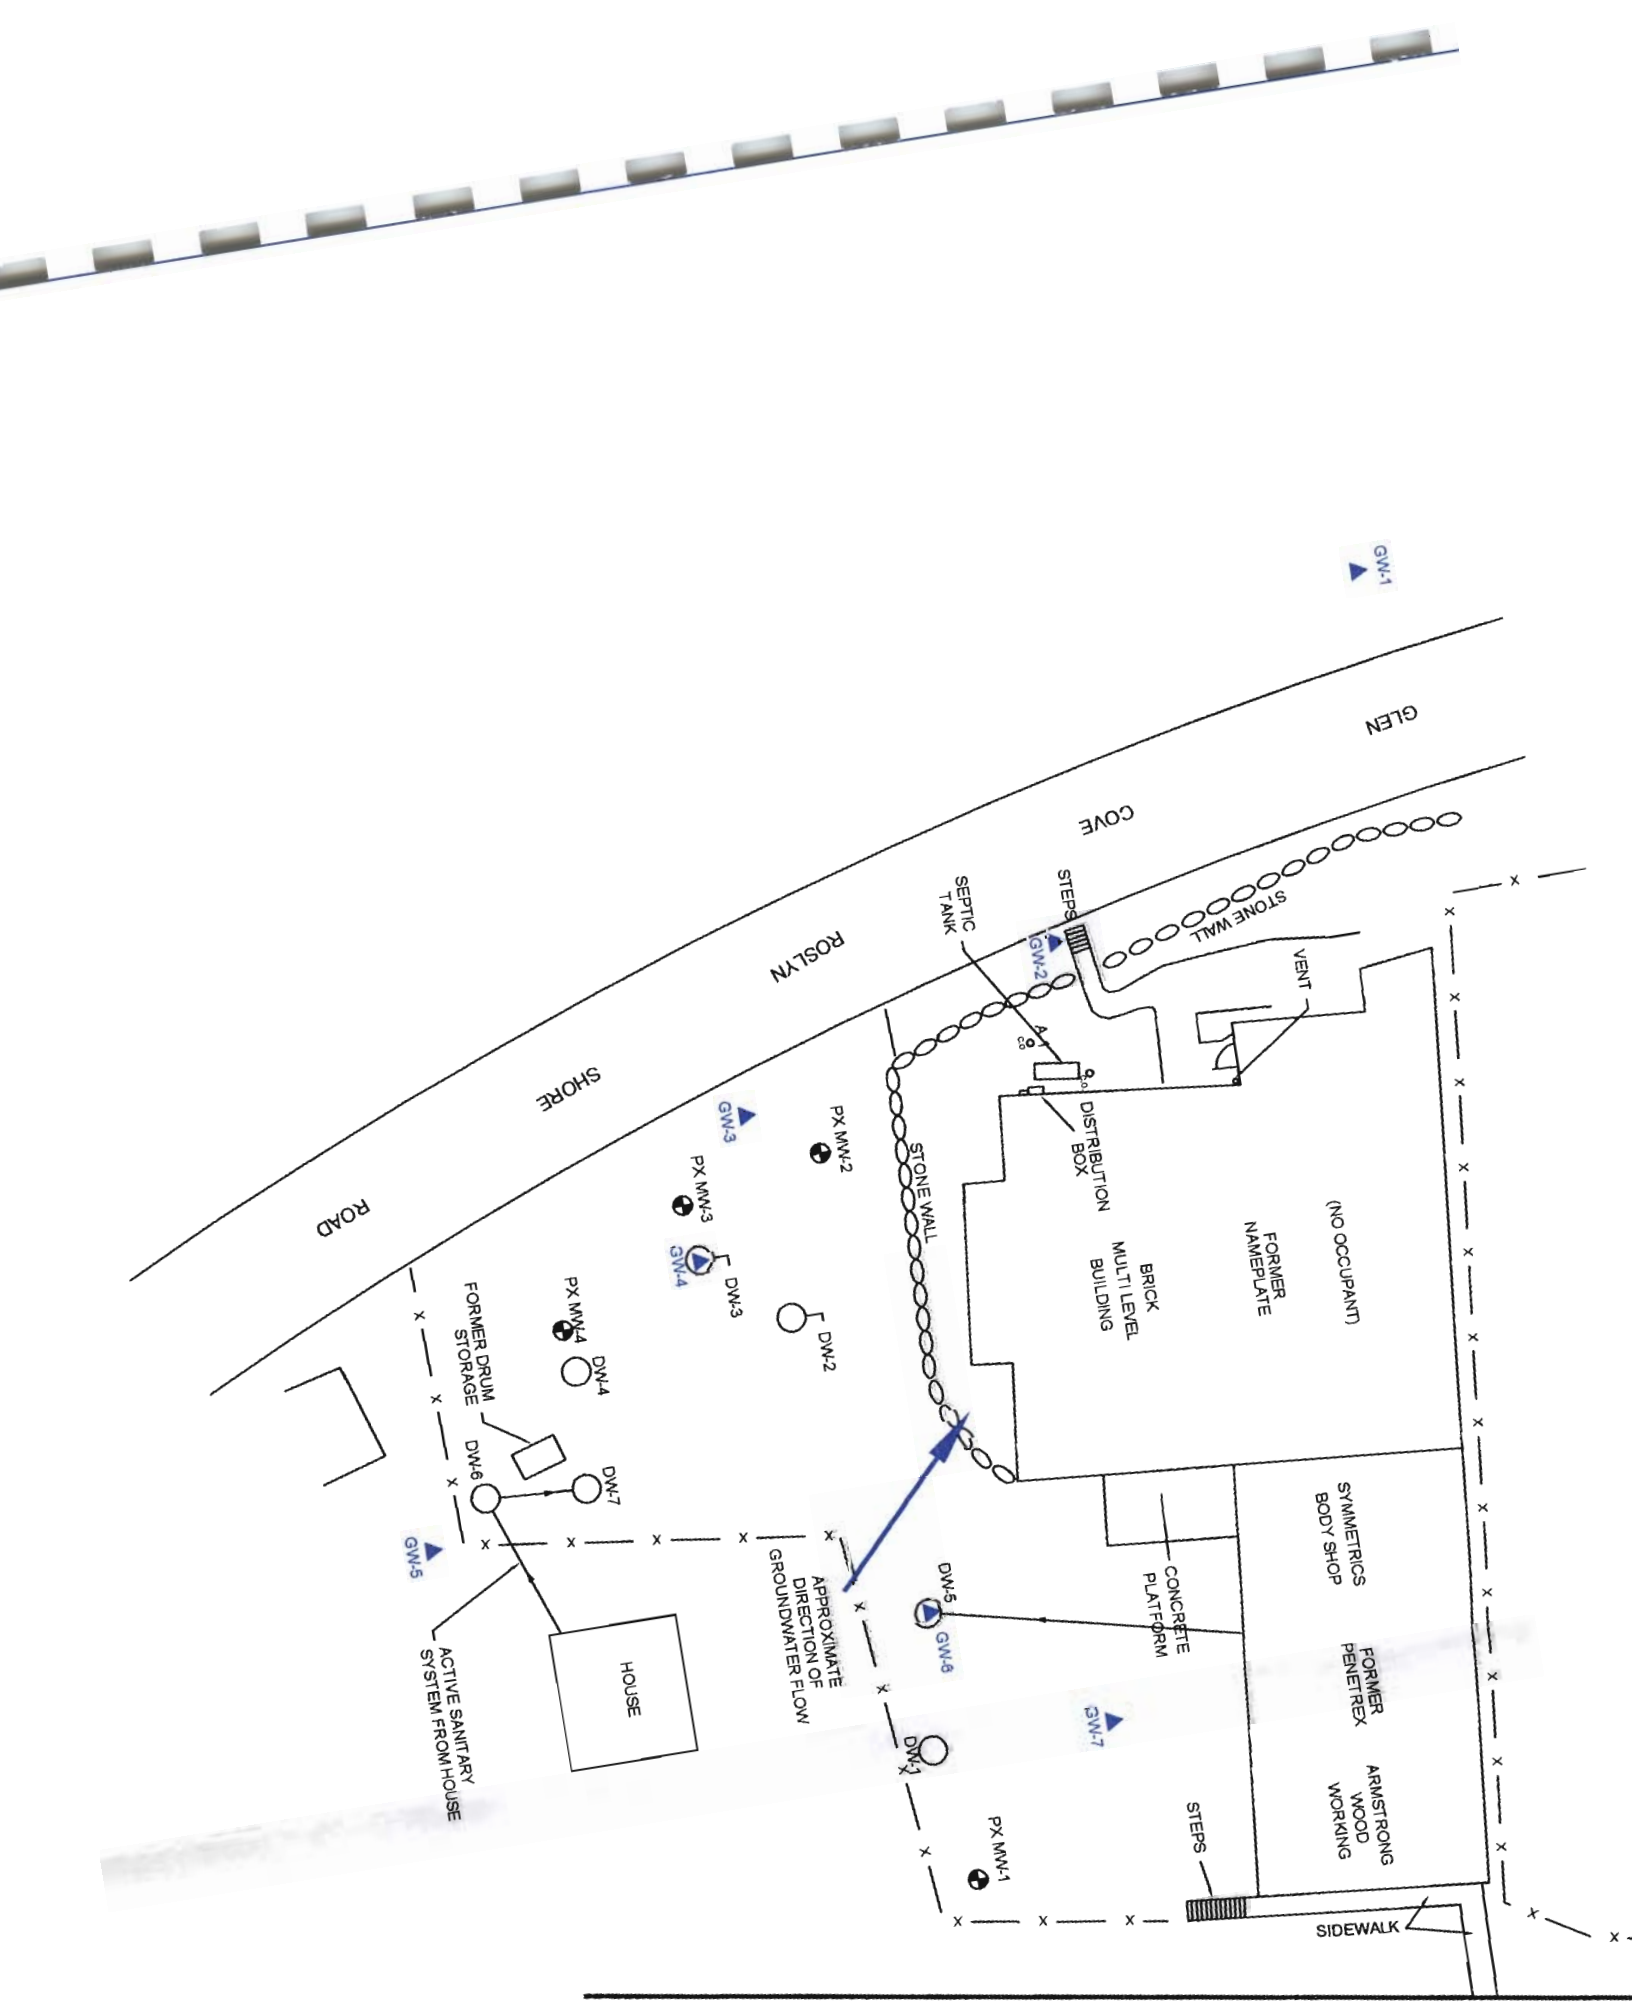 GW-1
GLEN
COVE
ROSLYN
SHORE
ROAD
STONE WALL
STEPS
SEPTIC
TANK
GW-2
VENT
A
CO
C.O.
DISTRIBUTION
BOX
STONE WALL
GW-3
PX MW-2
PX MW-3
GW-4
DW-3
DW-2
PX MW-4
DW-4
FORMER DRUM
STORAGE
DW-6
DW-7
GW-5
(NO OCCUPANT)
FORMER
NAMEPLATE
BRICK
MULTI LEVEL
BUILDING
SYMMETRICS
BODY SHOP
CONCRETE
PLATFORM
DW-5
GW-6
APPROXIMATE
DIRECTION OF
GROUNDWATER FLOW
HOUSE
ACTIVE SANITARY
SYSTEM FROM HOUSE
FORMER
PENETREX
GW-7
DW-1
ARMSTRONG
WOOD
WORKING
STEPS
PX MW-1
SIDEWALK